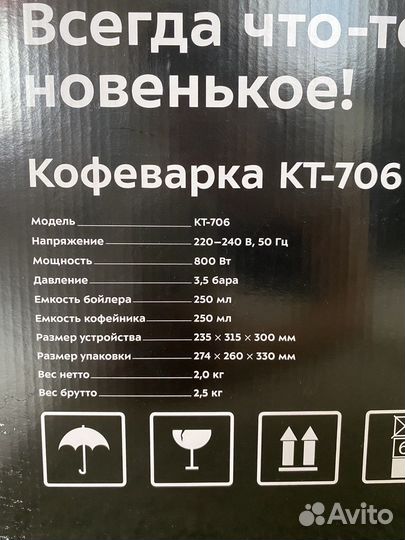 Всегда что-то
новенькое!
Кофеварка КТ-706
Модель КТ-706
Напряжение 220–240 В, 50 Гц
Мощность 800 Вт
Давление 3,5 бара
Емкость бойлера 250 мл
Емкость кофейника 250 мл
Размер устройства 235 × 315 × 300 мм
Размер упаковки 274 × 260 × 330 мм
Вес нетто 2,0 кг
Вес брутто 2,5 кг
6
Avito